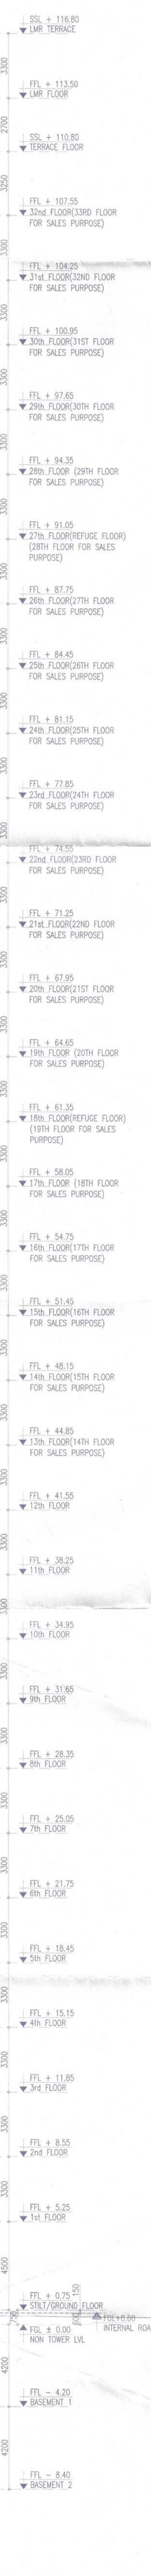 SSL + 116.80
LMR TERRACE
3300
FFL + 113.50
LMR FLOOR
2700
SSL + 110.80
TERRACE FLOOR
3250
FFL + 107.55
32nd FLOOR(33RD FLOOR
FOR SALES PURPOSE)
3300
FFL + 104.25
31st FLOOR(32ND FLOOR
FOR SALES PURPOSE)
3300
FFL + 100.95
30th FLOOR(31ST FLOOR
FOR SALES PURPOSE)
3300
FFL + 97.65
29th FLOOR(30TH FLOOR
FOR SALES PURPOSE)
3300
FFL + 94.35
28th FLOOR (29TH FLOOR
FOR SALES PURPOSE)
3300
FFL + 91.05
27th FLOOR(REFUGE FLOOR)
(28TH FLOOR FOR SALES
PURPOSE)
3300
FFL + 87.75
26th FLOOR(27TH FLOOR
FOR SALES PURPOSE)
3300
FFL + 84.45
25th FLOOR(26TH FLOOR
FOR SALES PURPOSE)
3300
FFL + 81.15
24th FLOOR(25TH FLOOR
FOR SALES PURPOSE)
3300
FFL + 77.85
23rd FLOOR(24TH FLOOR
FOR SALES PURPOSE)
3300
FFL + 74.55
22nd FLOOR(23RD FLOOR
FOR SALES PURPOSE)
3300
FFL + 71.25
21st FLOOR(22ND FLOOR
FOR SALES PURPOSE)
3300
FFL + 67.95
20th FLOOR(21ST FLOOR
FOR SALES PURPOSE)
3300
FFL + 64.65
19th FLOOR (20TH FLOOR
FOR SALES PURPOSE)
3300
FFL + 61.35
18th FLOOR(REFUGE FLOOR)
(19TH FLOOR FOR SALES
PURPOSE)
3300
FFL + 58.05
17th FLOOR (18TH FLOOR
FOR SALES PURPOSE)
3300
FFL + 54.75
16th FLOOR(17TH FLOOR
FOR SALES PURPOSE)
3300
FFL + 51.45
15th FLOOR(16TH FLOOR
FOR SALES PURPOSE)
3300
FFL + 48.15
14th FLOOR(15TH FLOOR
FOR SALES PURPOSE)
3300
FFL + 44.85
13th FLOOR(14TH FLOOR
FOR SALES PURPOSE)
3300
FFL + 41.55
12th FLOOR
3300
FFL + 38.25
11th FLOOR
3300
FFL + 34.95
10th FLOOR
3300
FFL + 31.65
9th FLOOR
3300
FFL + 28.35
8th FLOOR
3300
FFL + 25.05
7th FLOOR
3300
FFL + 21.75
6th FLOOR
3300
FFL + 18.45
5th FLOOR
3300
FFL + 15.15
4th FLOOR
3300
FFL + 11.85
3rd FLOOR
3300
FFL + 8.55
2nd FLOOR
3300
FFL + 5.25
1st FLOOR
4500
FFL + 0.75
150
STILT/GROUND FLOOR
750
600
FGL+0.60
INTERNAL ROA
FGL ± 0.00
NON TOWER LVL
4200
FFL - 4.20
BASEMENT 1
4200
FFL - 8.40
BASEMENT 2